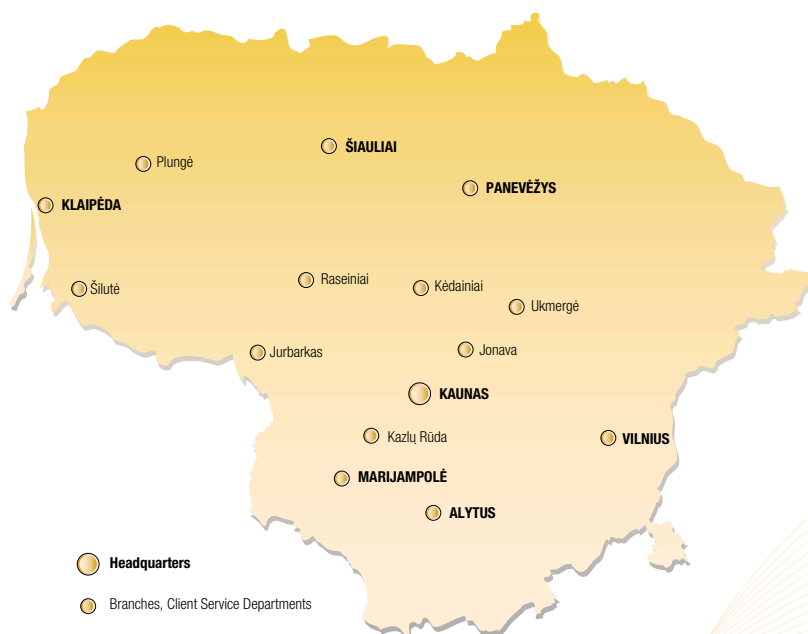 ŠIAULIAI
Plungė
PANEVĖŽYS
KLAIPĖDA
Raseiniai
Kėdainiai
Šilutė
Ukmergė
Jurbarkas
Jonava
KAUNAS
Kazlų Rūda
VILNIUS
MARIJAMPOLĖ
ALYTUS
Headquarters
Branches, Client Service Departments